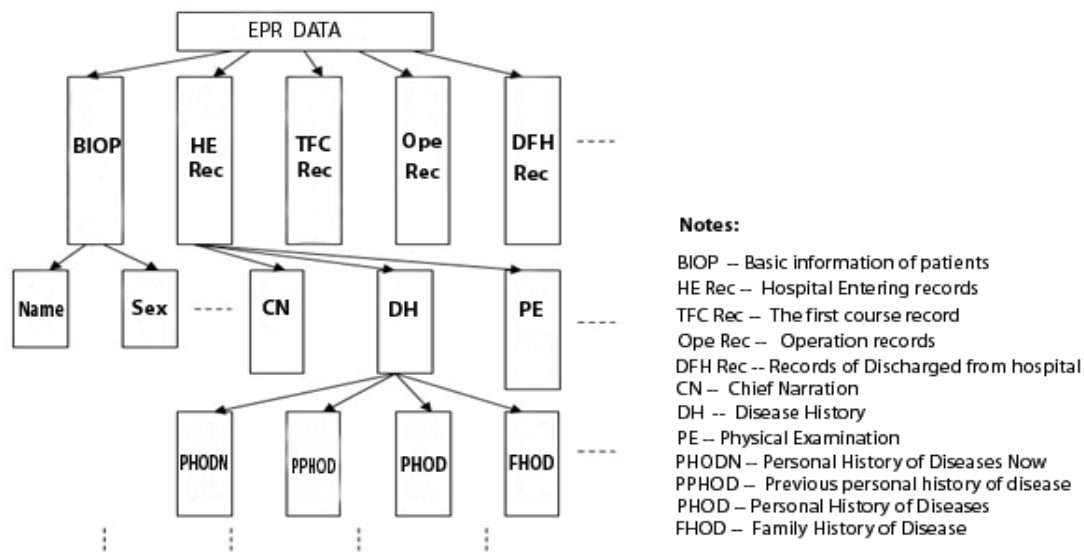 EPR DATA
BIOP
HE
Rec
TFC
Rec
Ope
Rec
DFH
Rec
Name
Sex
CN
DH
PE
PHODN
PPHOD
PHOD
FHOD
Notes:
BIOP -- Basic information of patients
HE Rec -- Hospital Entering records
TFC Rec -- The first course record
Ope Rec -- Operation records
DFH Rec -- Records of Discharged from hospital
CN -- Chief Narration
DH -- Disease History
PE -- Physical Examination
PHODN -- Personal History of Diseases Now
PPHOD -- Previous personal history of disease
PHOD -- Personal History of Diseases
FHOD -- Family History of Disease